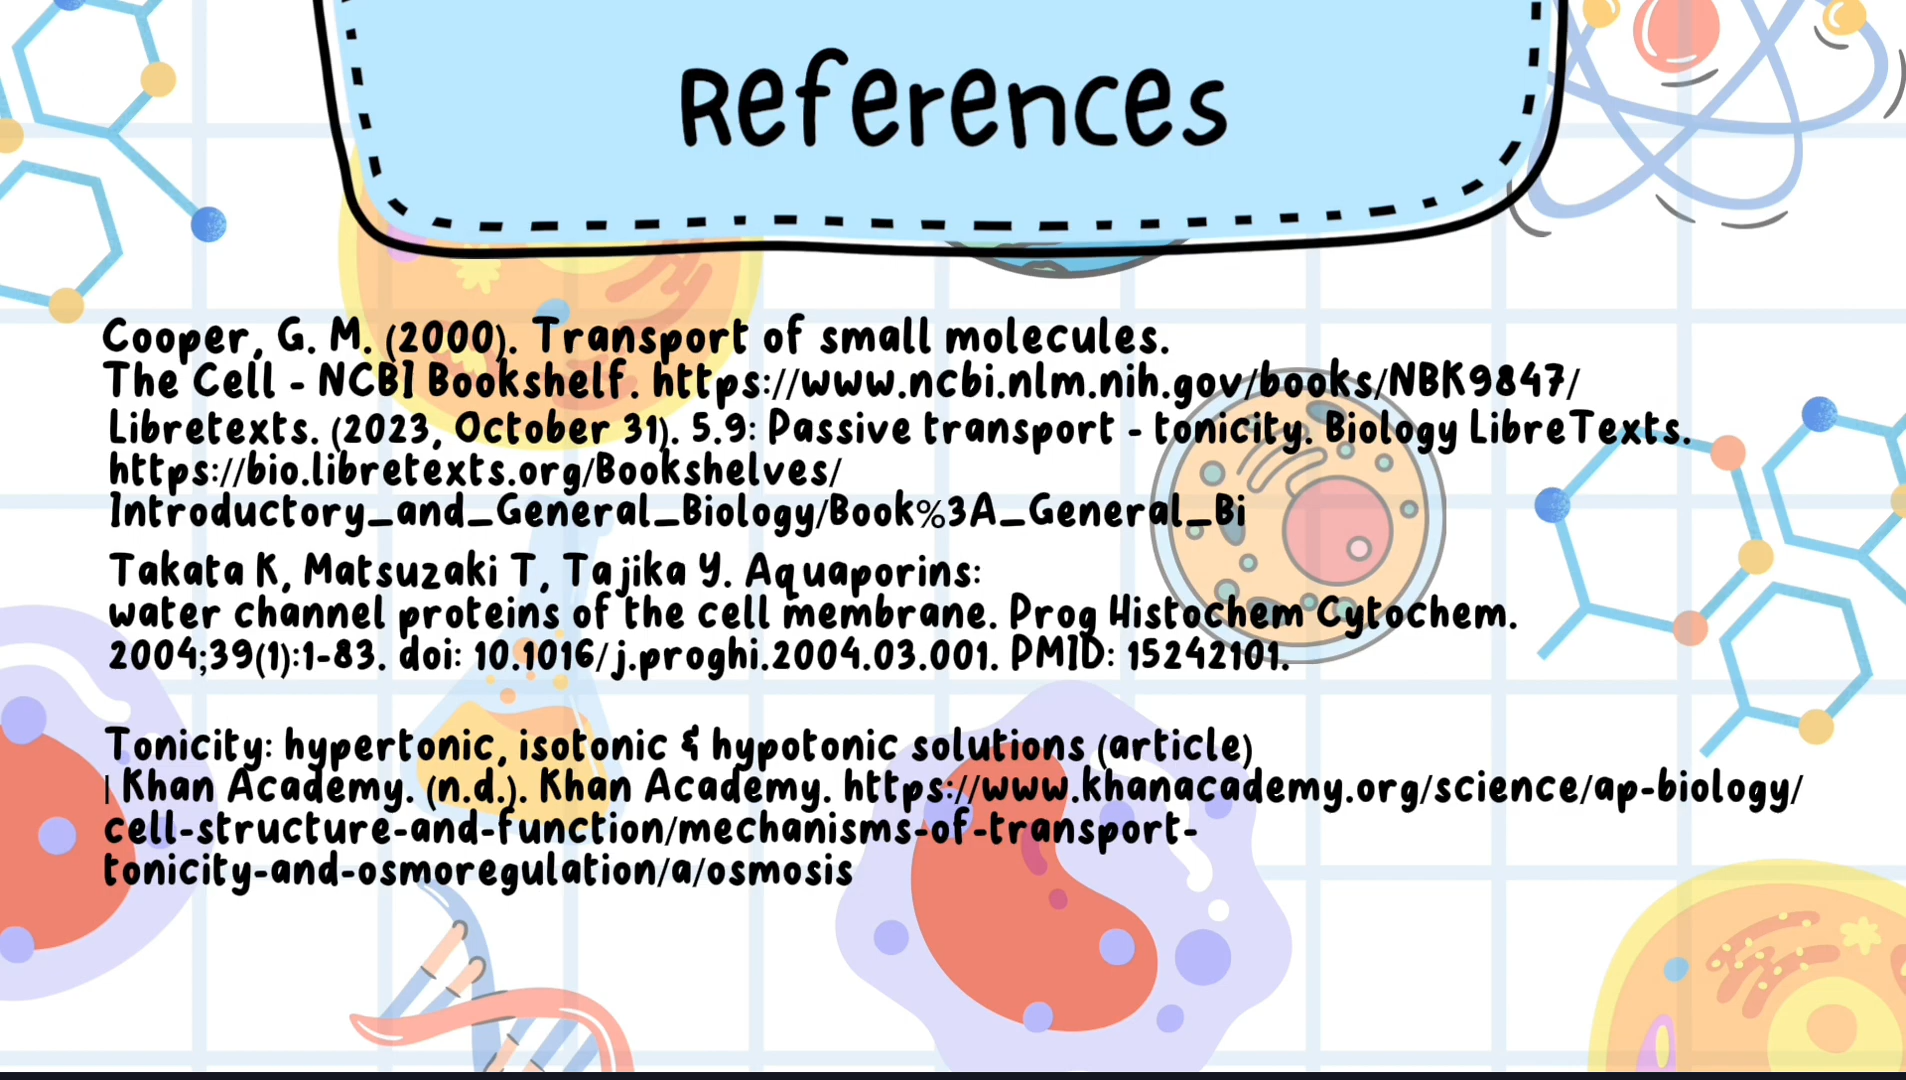 References
Cooper, G. M. (2000). Transport of small molecules.
The Cell - NCBI Bookshelf. https://www.ncbi.nlm.nih.gov/books/NBK9847/
Libretexts. (2023, October 31). 5.9: Passive transport - tonicity. Biology LibreTexts.
https://bio.libretexts.org/Bookshelves/
Introductory_and_General_Biology/Book%3A_General_Bi
Takata K, Matsuzaki T, Tajika Y. Aquaporins:
water channel proteins of the cell membrane. Prog Histochem Cytochem.
2004;39(1):1-83. doi: 10.1016/j.proghi.2004.03.001. PMID: 15242101.
Tonicity: hypertonic, isotonic & hypotonic solutions (article)
| Khan Academy. (n.d.). Khan Academy. https://www.khanacademy.org/science/ap-biology/
cell-structure-and-function/mechanisms-of-transport-
tonicity-and-osmoregulation/a/osmosis